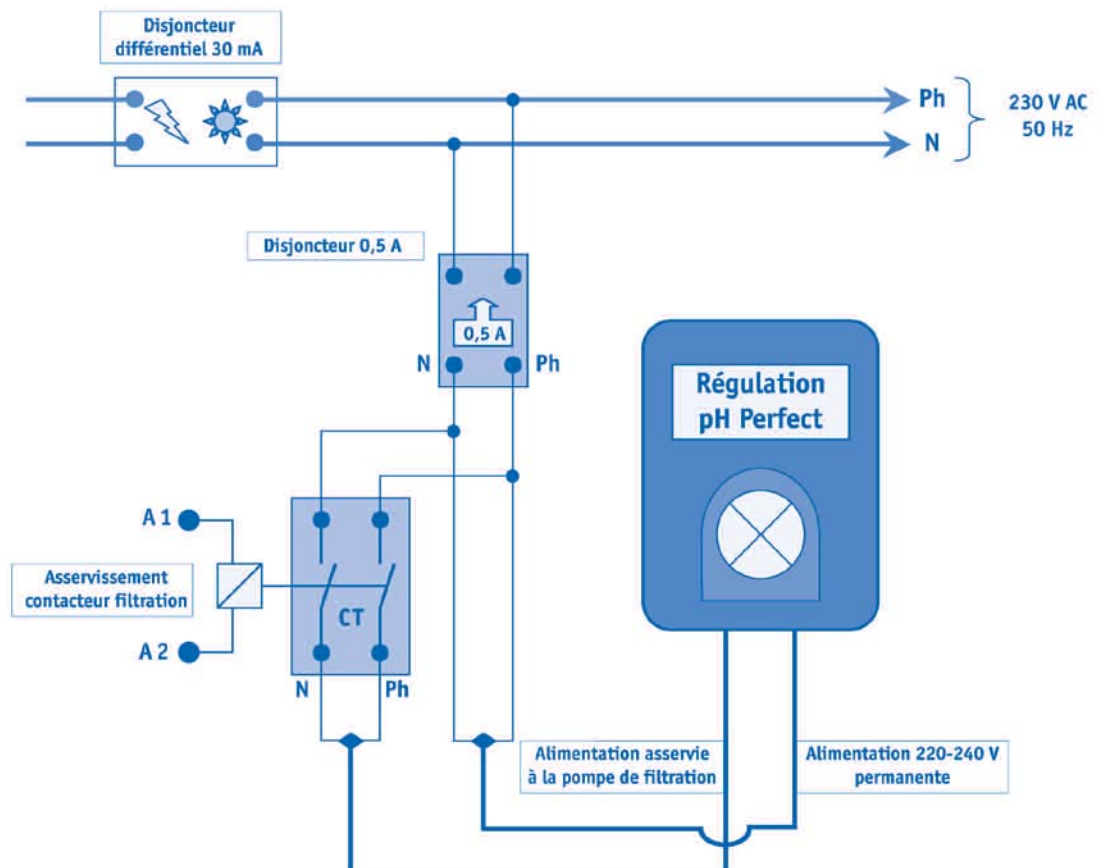 Disjoncteur
différentiel 30 mA
Ph
N
230 V AC
50 Hz
Disjoncteur 0,5 A
0,5 A
N
Ph
Régulation
pH Perfect
A 1
Asservissement
contacteur filtration
A 2
CT
N
Ph
Alimentation asservie
à la pompe de filtration
Alimentation 220-240 V
permanente